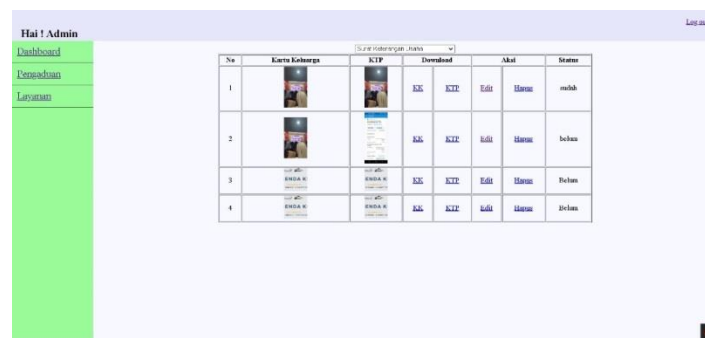 Hai ! Admin
Dashboard
Pengaduan
Layanan
Surat Keterangan Usaha
No Kartu Keluarga KTP Download Aksi Status
1 KK KTP Edit Hapus sudah
2 KK KTP Edit Hapus belum
3 KK KTP Edit Hapus Belum
4 KK KTP Edit Hapus Belum